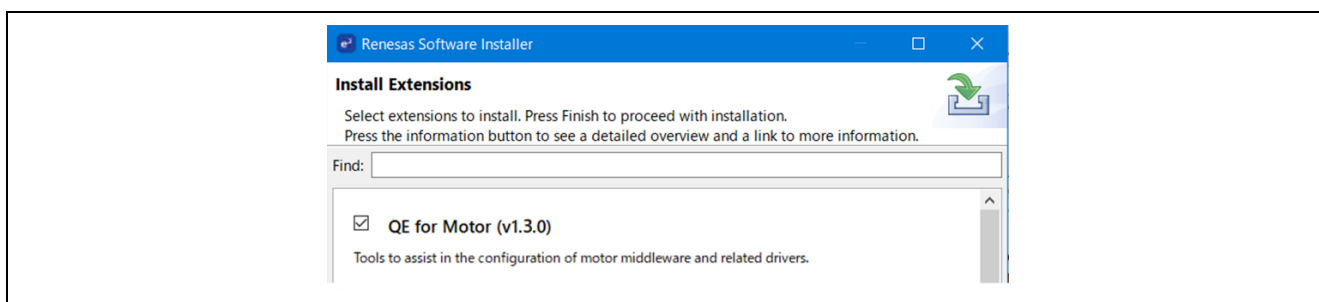 e² Renesas Software Installer
Install Extensions
Select extensions to install. Press Finish to proceed with installation.
Press the information button to see a detailed overview and a link to more information.
Find:
QE for Motor (v1.3.0)
Tools to assist in the configuration of motor middleware and related drivers.